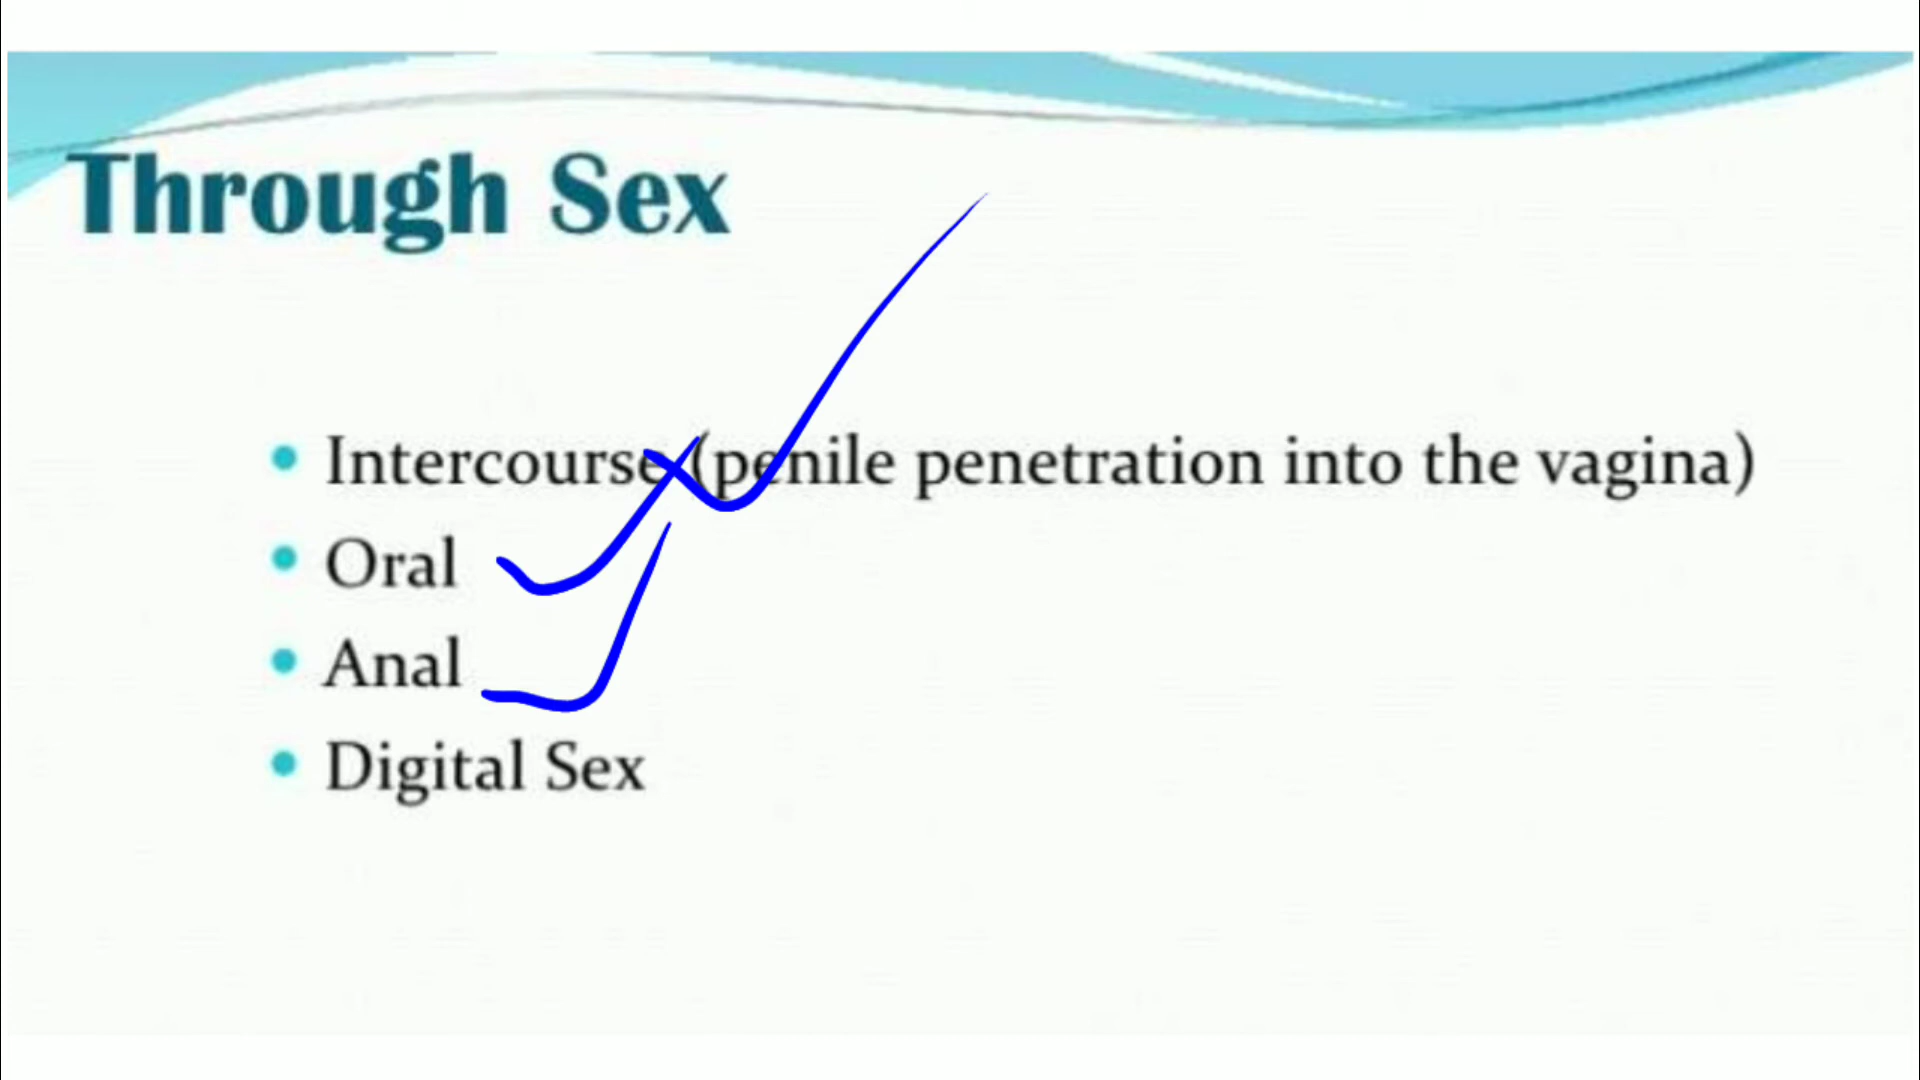 Through Sex
Intercourse (penile penetration into the vagina)
Oral
Anal
Digital Sex